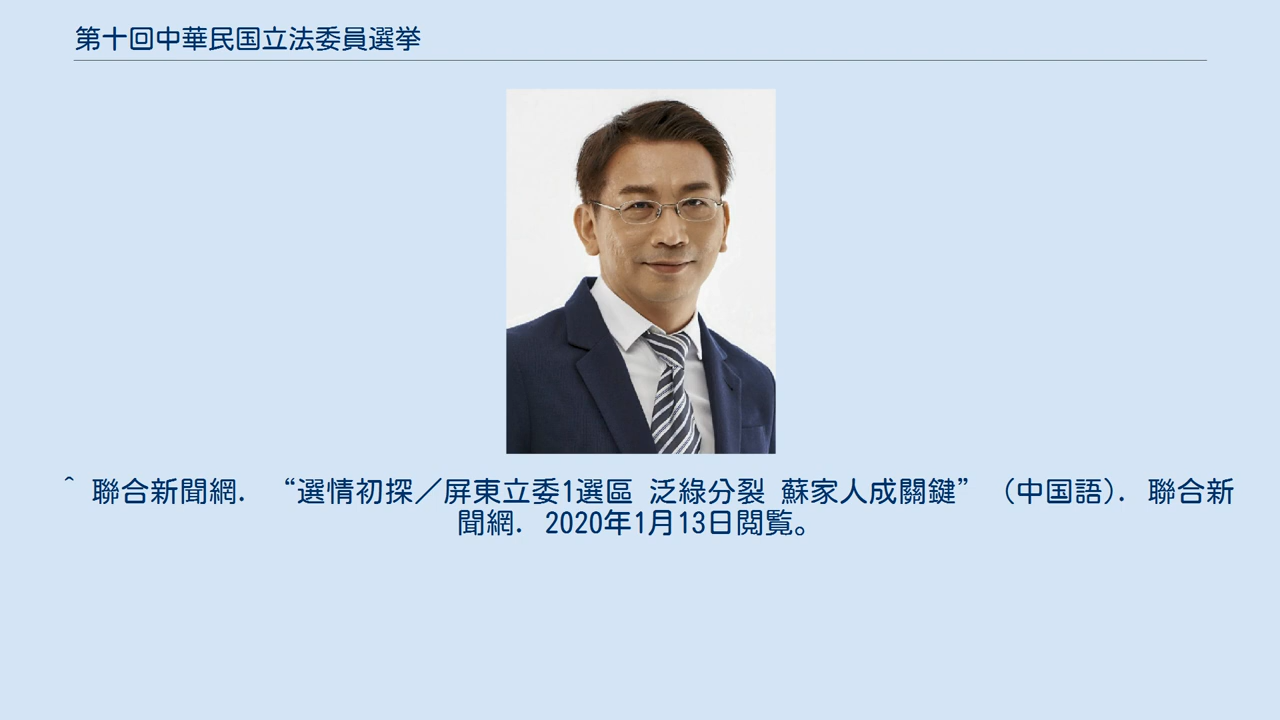 第十回中華民国立法委員選挙
^ 聯合新聞網. “選情初探／屏東立委1選區 泛綠分裂 蘇家人成關鍵” (中国語). 聯合新
聞網. 2020年1月13日閲覧。